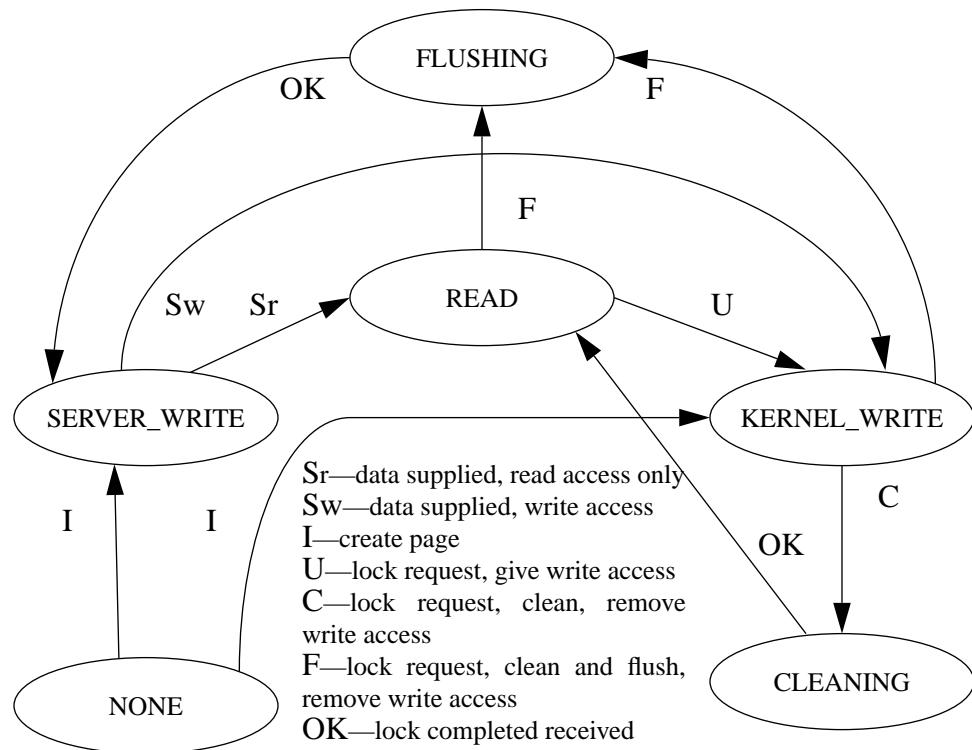 FLUSHING
OK
F
F
Sw
Sr
READ
U
SERVER_WRITE
KERNEL_WRITE
I
I
C
OK
Sr—data supplied, read access only
Sw—data supplied, write access
I—create page
U—lock request, give write access
C—lock request, clean, remove
write access
F—lock request, clean and flush,
remove write access
OK—lock completed received
NONE
CLEANING